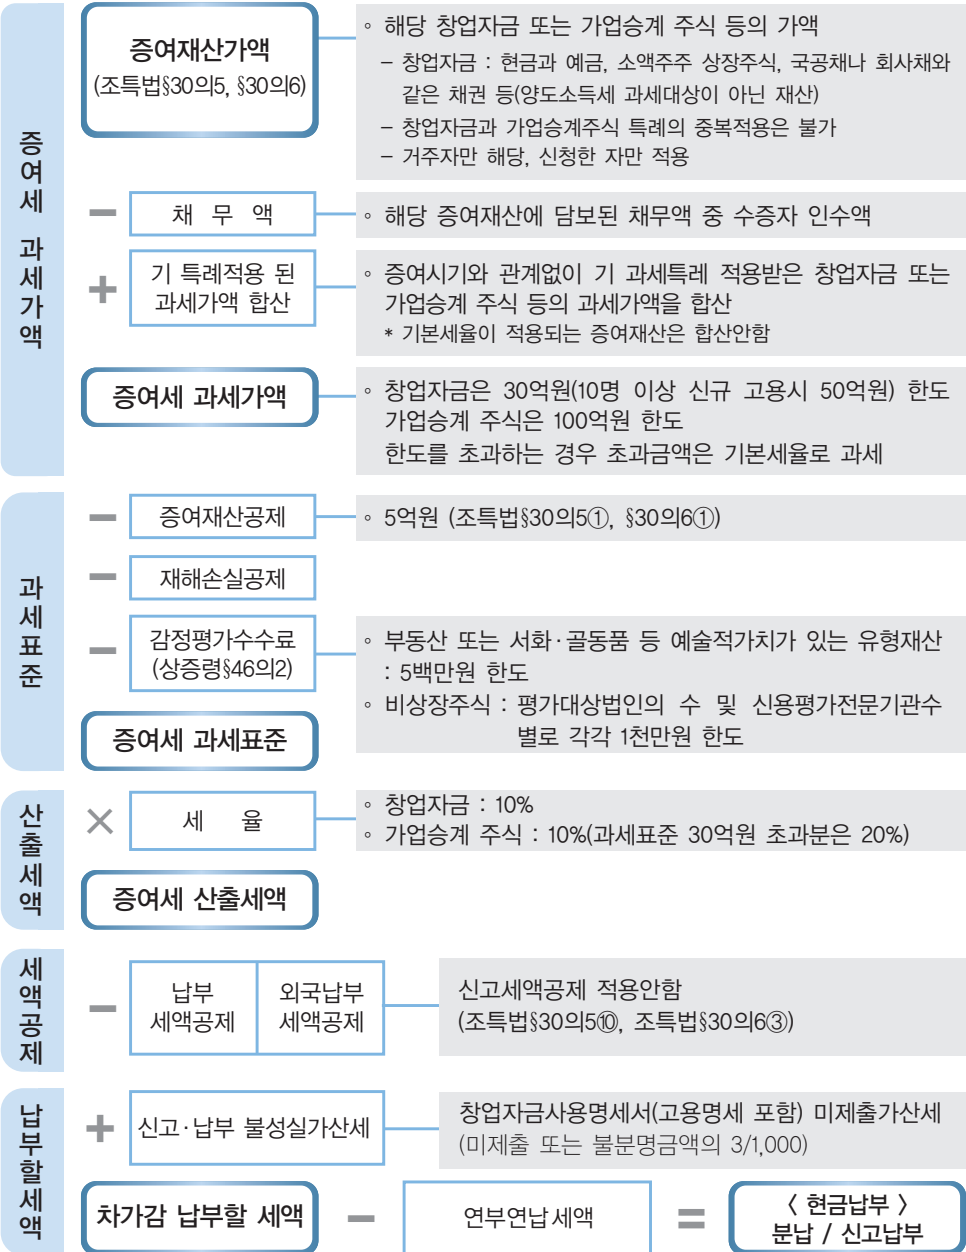 증여세 과세가액
증여재산가액
(조특법§30의5, §30의6)
◦ 해당 창업자금 또는 가업승계 주식 등의 가액
- 창업자금 : 현금과 예금, 소액주주 상장주식, 국공채나 회사채와
같은 채권 등(양도소득세 과세대상이 아닌 재산)
- 창업자금과 가업승계주식 특례의 중복적용은 불가
- 거주자만 해당, 신청한 자만 적용
− 채 무 액
◦ 해당 증여재산에 담보된 채무액 중 수증자 인수액
+ 기 특례적용 된
과세가액 합산
◦ 증여시기와 관계없이 기 과세특레 적용받은 창업자금 또는
가업승계 주식 등의 과세가액을 합산
* 기본세율이 적용되는 증여재산은 합산안함
증여세 과세가액
◦ 창업자금은 30억원(10명 이상 신규 고용시 50억원) 한도
가업승계 주식은 100억원 한도
한도를 초과하는 경우 초과금액은 기본세율로 과세
과세표준
− 증여재산공제
◦ 5억원 (조특법§30의5①, §30의6①)
− 재해손실공제
− 감정평가수수료
(상증령§46의2)
◦ 부동산 또는 서화·골동품 등 예술적가치가 있는 유형재산
: 5백만원 한도
◦ 비상장주식 : 평가대상법인의 수 및 신용평가전문기관수
별로 각각 1천만원 한도
증여세 과세표준
산출세액
× 세 율
◦ 창업자금 : 10%
◦ 가업승계 주식 : 10%(과세표준 30억원 초과분은 20%)
증여세 산출세액
세액공제
− 납부
세액공제
외국납부
세액공제
신고세액공제 적용안함
(조특법§30의5⑩, 조특법§30의6③)
납부할세액
+ 신고·납부 불성실가산세
창업자금사용명세서(고용명세 포함) 미제출가산세
(미제출 또는 불분명금액의 3/1,000)
차가감 납부할 세액 − 연부연납 세액 = 〈 현금납부 〉
분납 / 신고납부